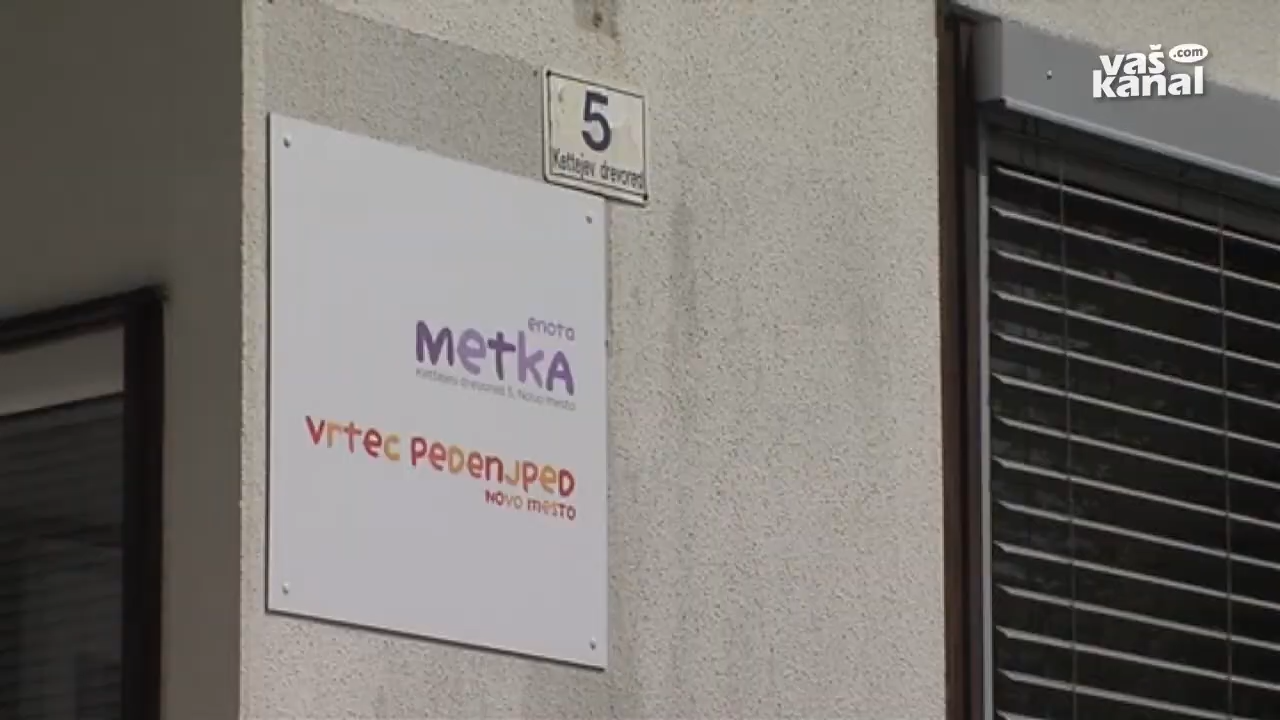 vaš.com
kanal
5
Kettejev drevored
enota
metka
Kettejev drevored 5, Novo mesto
vrtec Pedenjped
Novo mesto